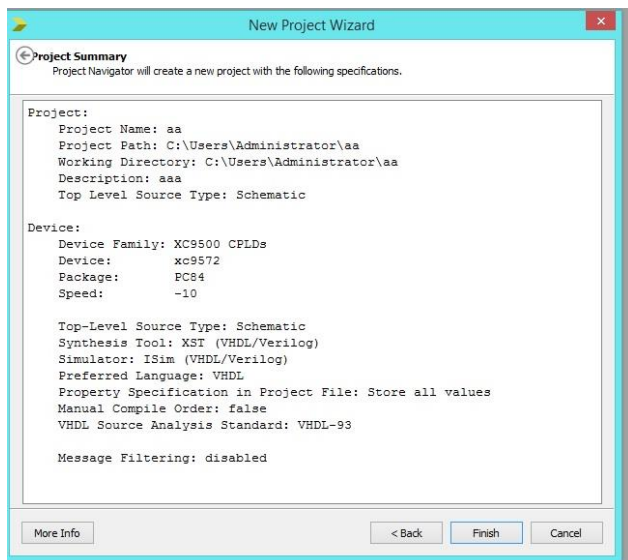 New Project Wizard
Project Summary
Project Navigator will create a new project with the following specifications.
Project:
Project Name: aa
Project Path: C:\Users\Administrator\aa
Working Directory: C:\Users\Administrator\aa
Description: aaa
Top Level Source Type: Schematic
Device:
Device Family: XC9500 CPLDs
Device: xc9572
Package: PC84
Speed: -10
Top-Level Source Type: Schematic
Synthesis Tool: XST (VHDL/Verilog)
Simulator: ISim (VHDL/Verilog)
Preferred Language: VHDL
Property Specification in Project File: Store all values
Manual Compile Order: false
VHDL Source Analysis Standard: VHDL-93
Message Filtering: disabled
More Info
< Back
Finish
Cancel